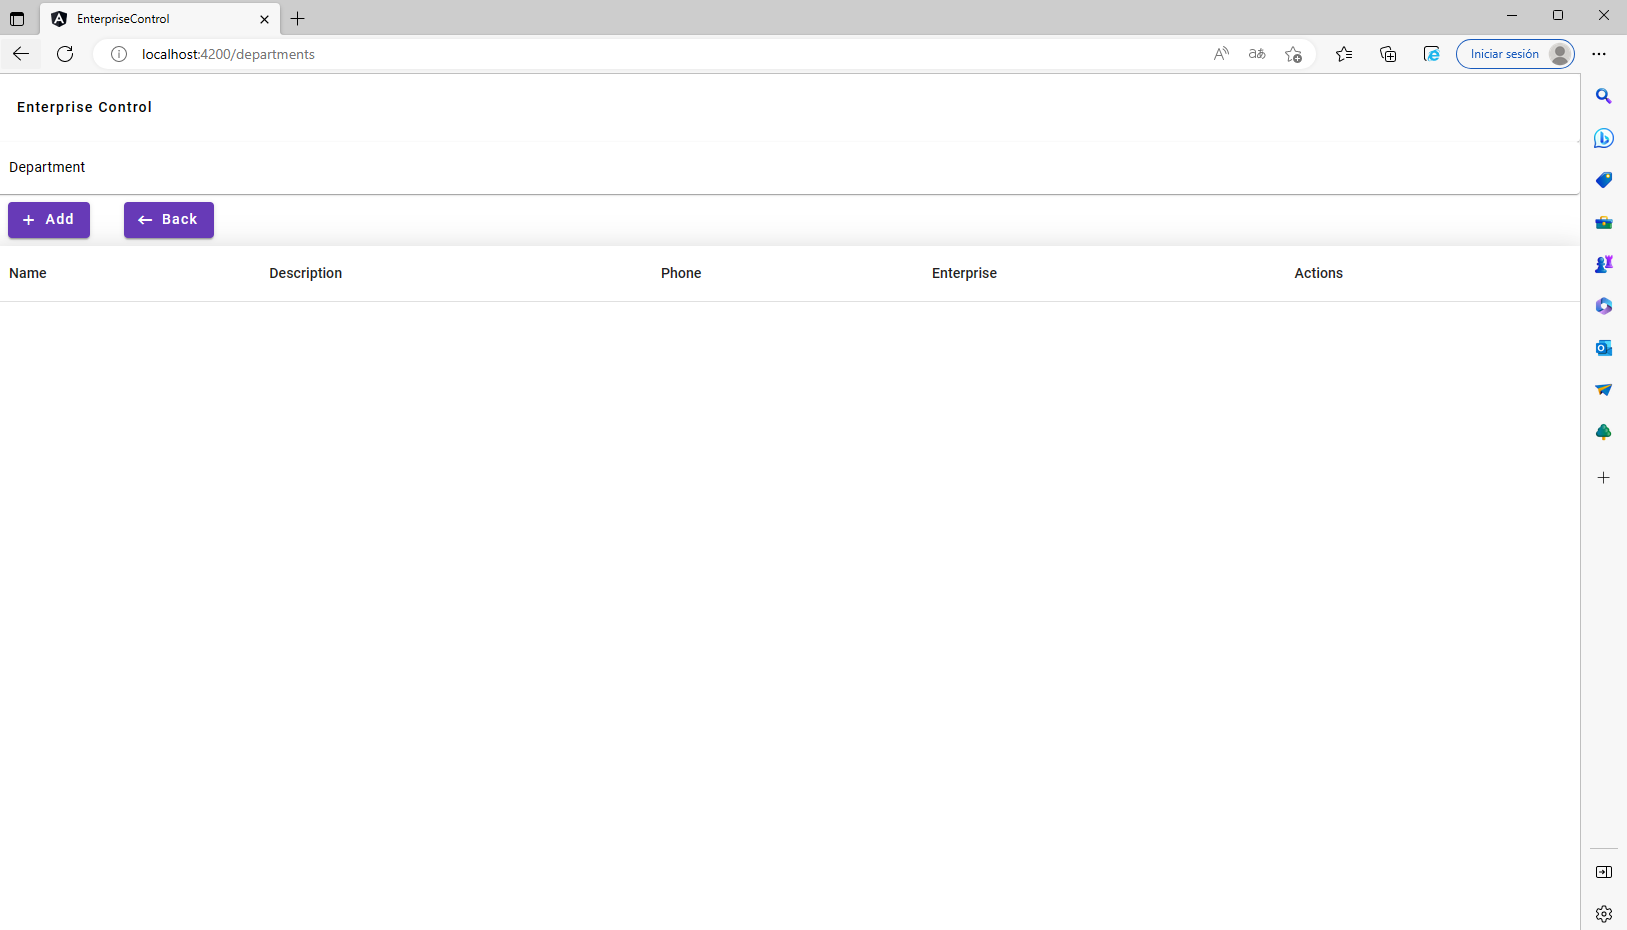 EnterpriseControl
localhost:4200/departments
Iniciar sesión
Enterprise Control
Department
Add Back
Name Description Phone Enterprise Actions